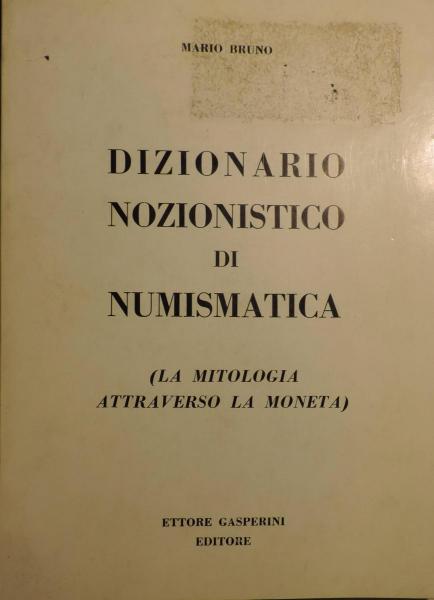 MARIO BRUNO
DIZIONARIO
NOZIONISTICO
DI
NUMISMATICA
(LA MITOLOGIA
ATTRAVERSO LA MONETA)
ETTORE GASPERINI
EDITORE